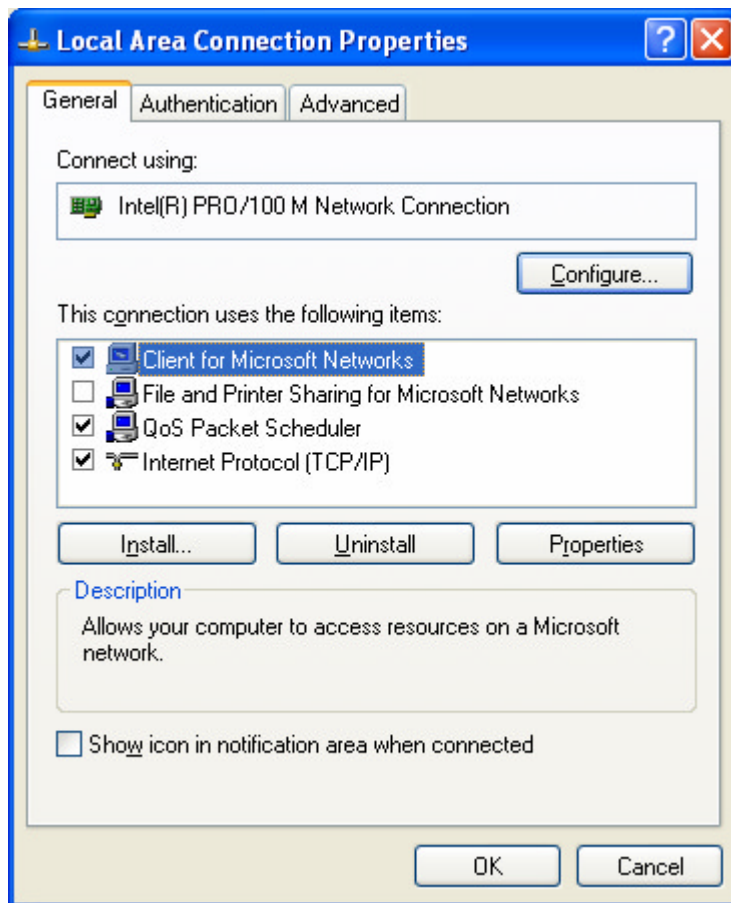 Local Area Connection Properties
General Authentication Advanced
Connect using:
Intel(R) PRO/100 M Network Connection
Configure...
This connection uses the following items:
Client for Microsoft Networks
File and Printer Sharing for Microsoft Networks
QoS Packet Scheduler
Internet Protocol (TCP/IP)
Install... Uninstall Properties
Description
Allows your computer to access resources on a Microsoft
network.
Show icon in notification area when connected
OK Cancel